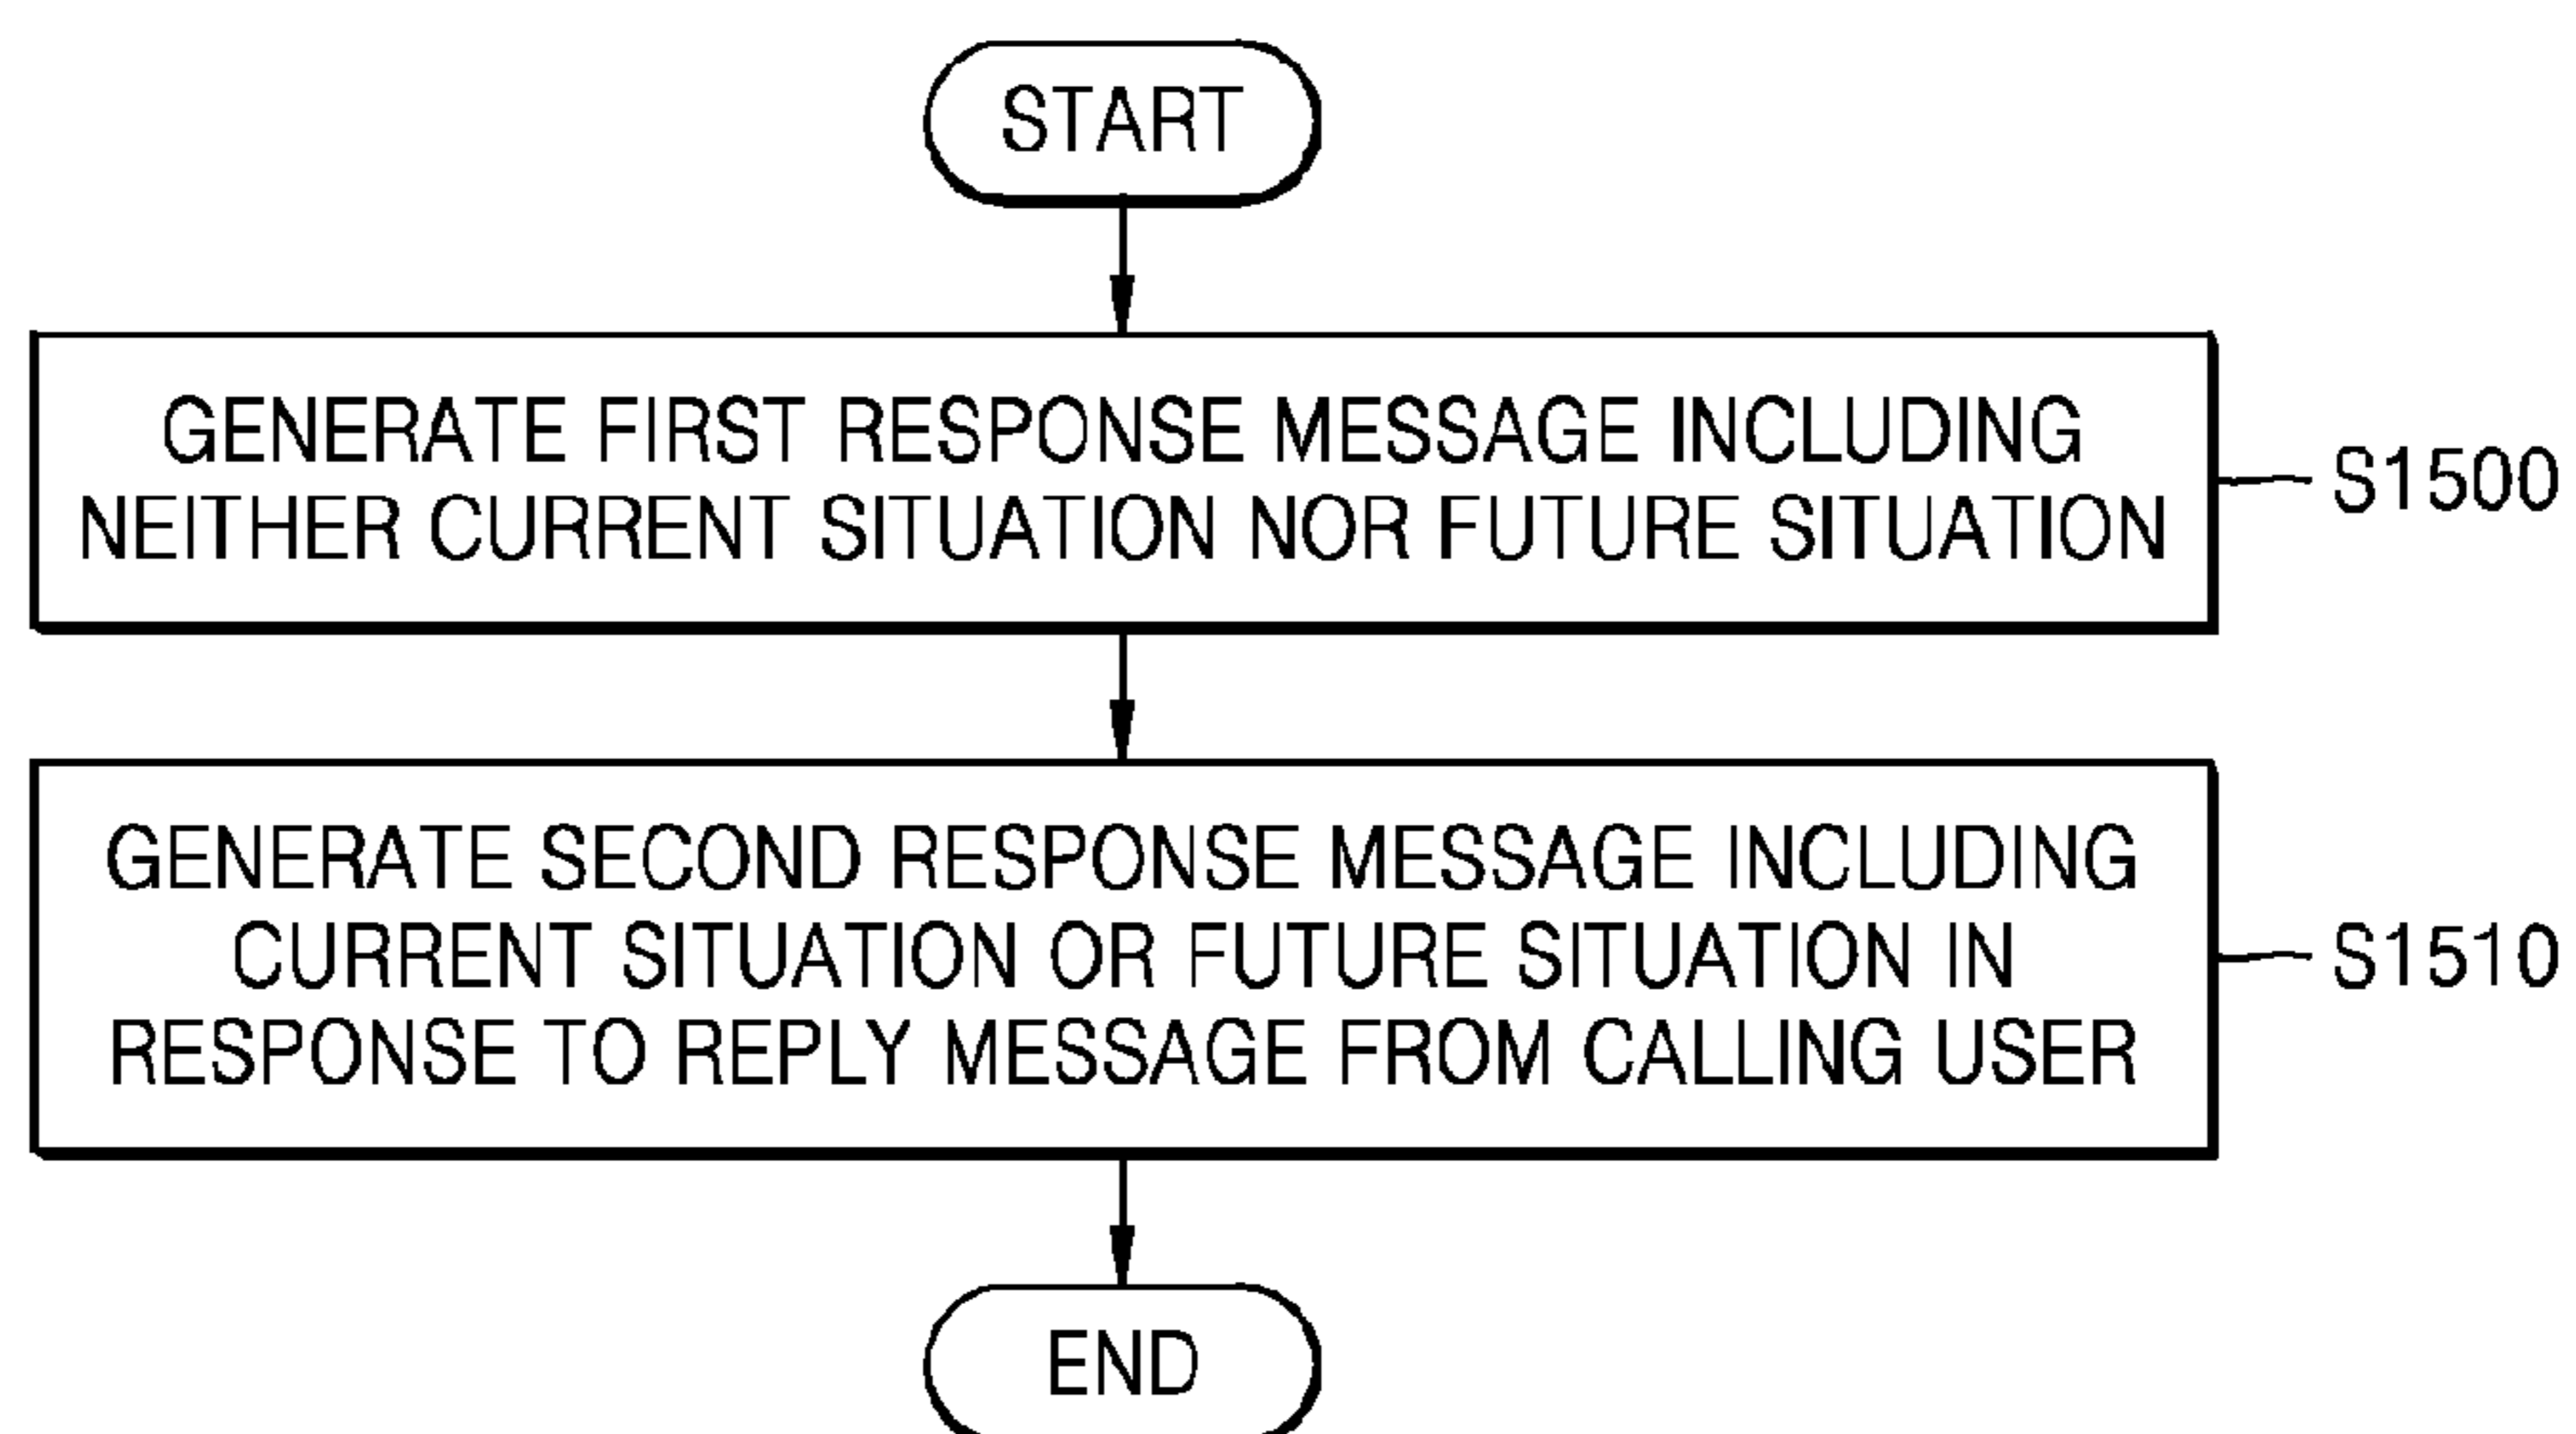 START
GENERATE FIRST RESPONSE MESSAGE INCLUDING
NEITHER CURRENT SITUATION NOR FUTURE SITUATION
S1500
GENERATE SECOND RESPONSE MESSAGE INCLUDING
CURRENT SITUATION OR FUTURE SITUATION IN
RESPONSE TO REPLY MESSAGE FROM CALLING USER
S1510
END